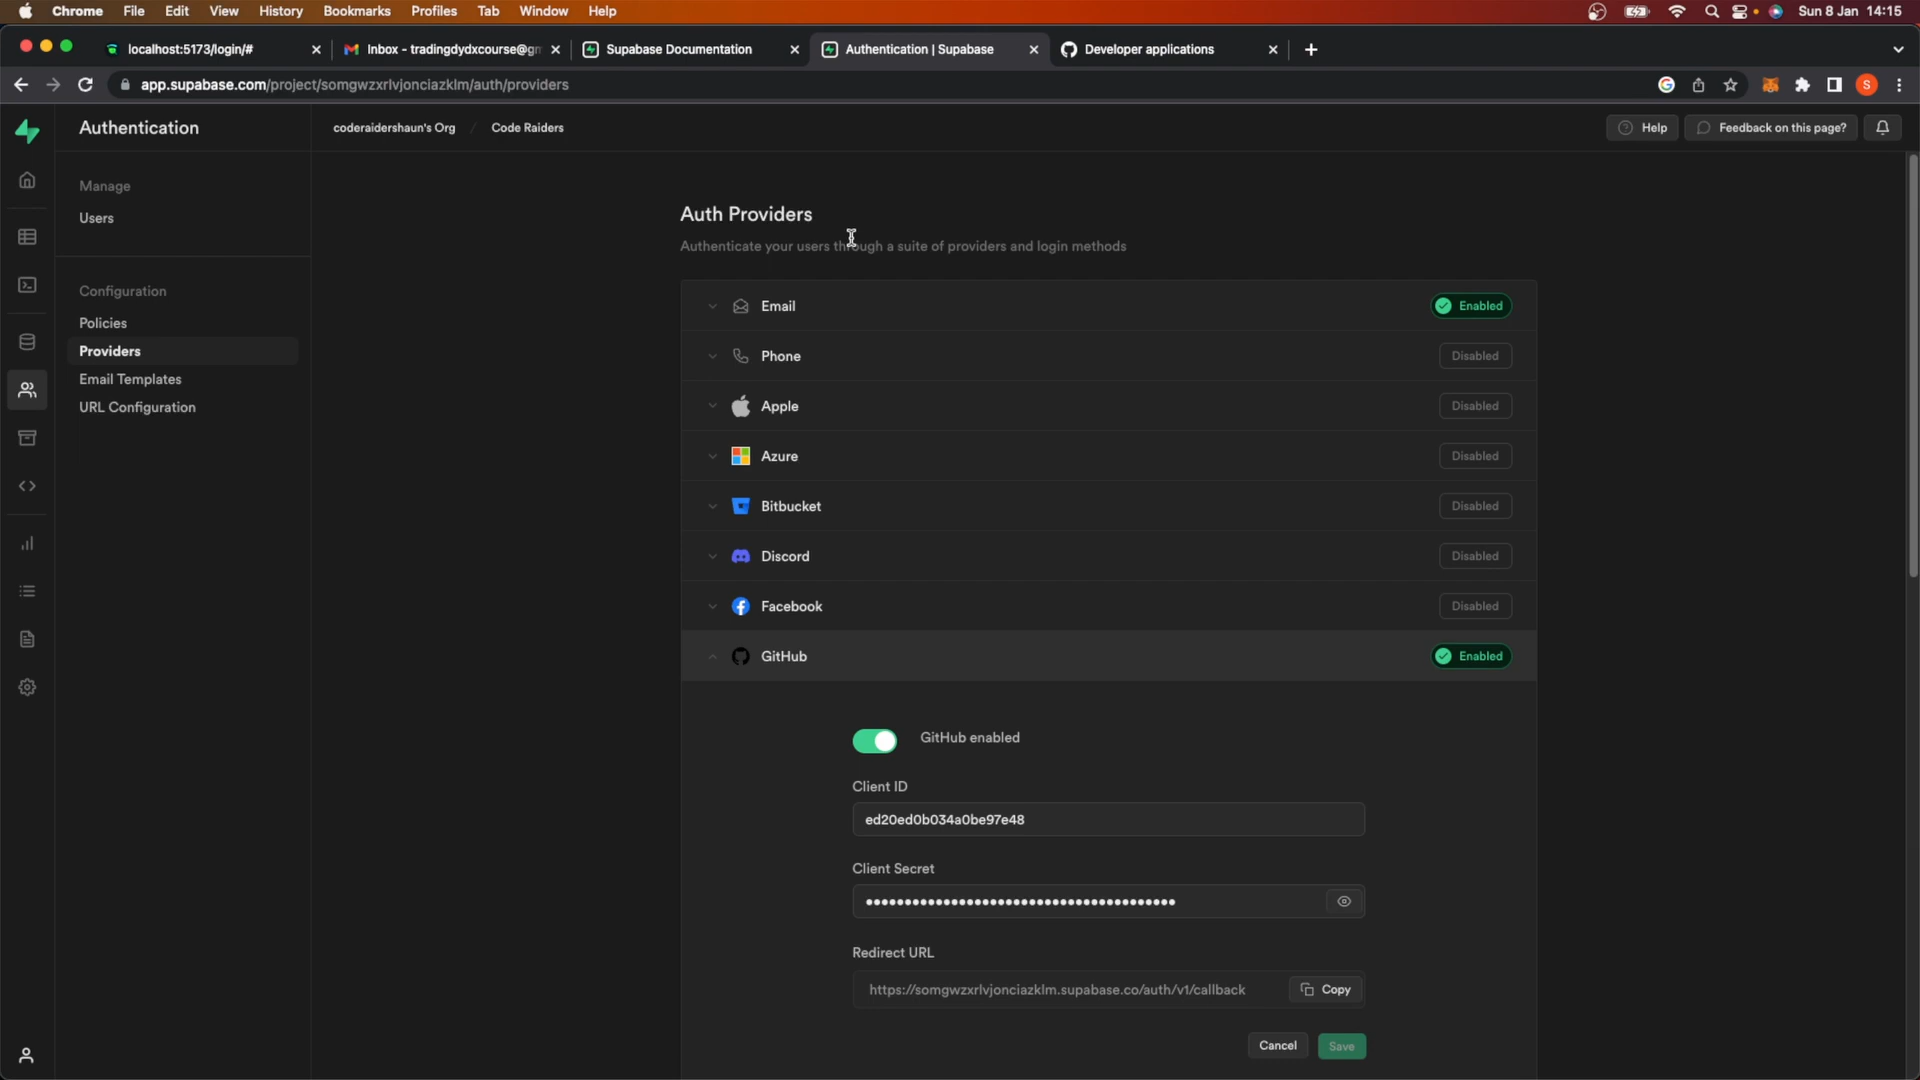 Chrome File Edit View History Bookmarks Profiles Tab Window Help Sun 8 Jan 14:15
localhost:5173/login/# Inbox - tradingdydxcourse@gm Supabase Documentation Authentication | Supabase Developer applications
app.supabase.com/project/somgwzxrlvjonciazklm/auth/providers S
Authentication coderaidershaun's Org / Code Raiders Help Feedback on this page?
Manage
Users
Configuration
Policies
Providers
Email Templates
URL Configuration
Auth Providers
Authenticate your users through a suite of providers and login methods
Email Enabled
Phone Disabled
Apple Disabled
Azure Disabled
Bitbucket Disabled
Discord Disabled
Facebook Disabled
GitHub Enabled
GitHub enabled
Client ID
ed20ed0b034a0be97e48
Client Secret
Redirect URL
https://somgwzxrlvjonciazklm.supabase.co/auth/v1/callback Copy
Cancel Save